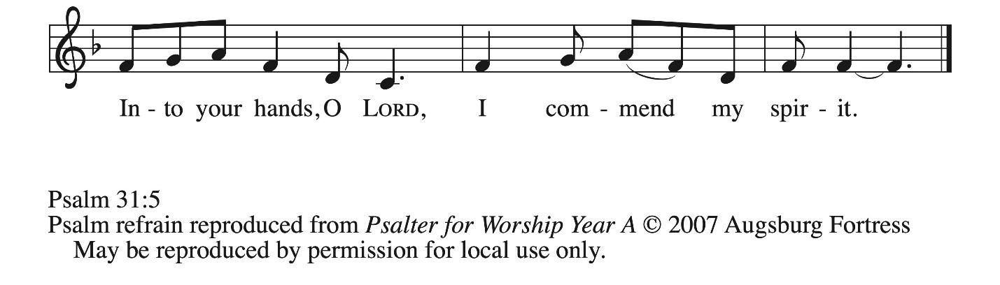 In - to your hands, O LORD, I com - mend my spir - it.
Psalm 31:5
Psalm refrain reproduced from Psalter for Worship Year A © 2007 Augsburg Fortress
May be reproduced by permission for local use only.